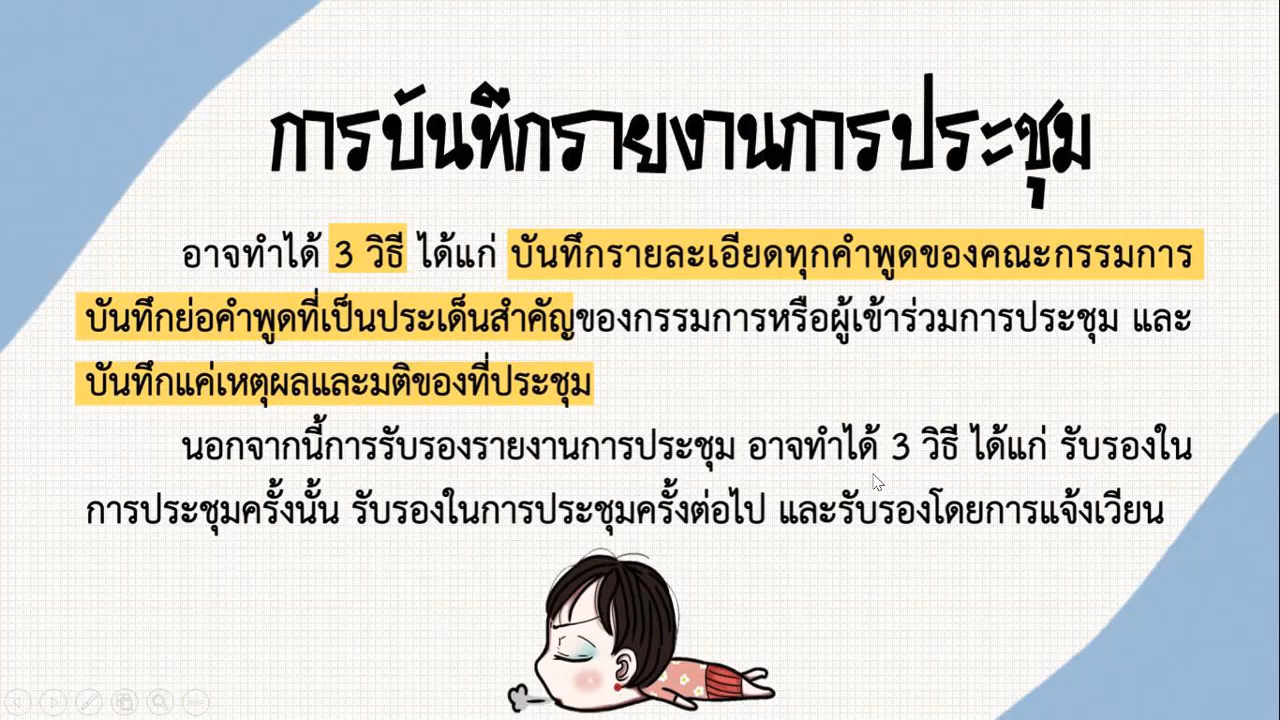 การบันทึกรายงานการประชุม
อาจทำได้ 3 วิธี ได้แก่ บันทึกรายละเอียดทุกคำพูดของคณะกรรมการ
บันทึกย่อคำพูดที่เป็นประเด็นสำคัญของกรรมการหรือผู้เข้าร่วมการประชุม และ
บันทึกแค่เหตุผลและมติของที่ประชุม
นอกจากนี้การรับรองรายงานการประชุม อาจทำได้ 3 วิธี ได้แก่ รับรองใน
การประชุมครั้งนั้น รับรองในการประชุมครั้งต่อไป และรับรองโดยการแจ้งเวียน